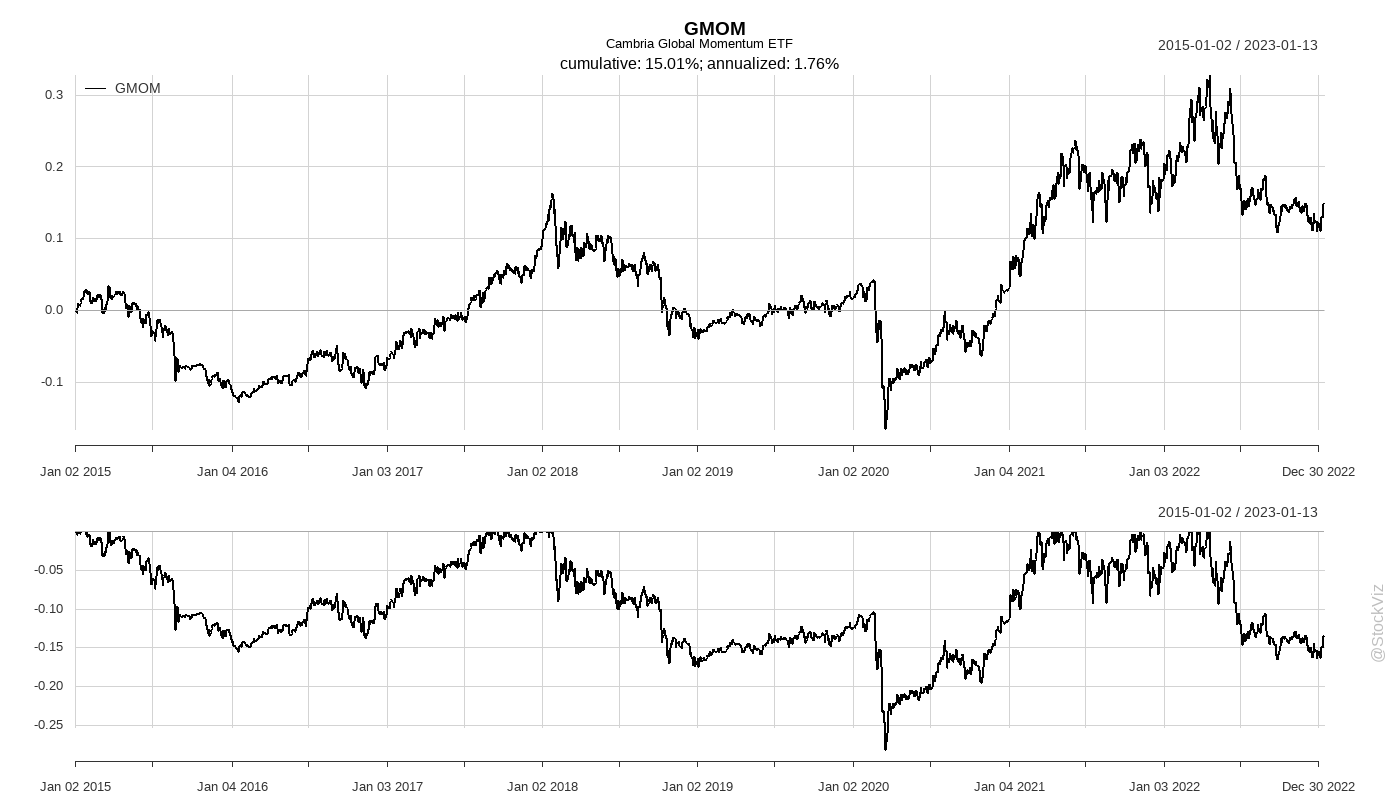 GMOM
Cambria Global Momentum ETF
cumulative: 15.01%; annualized: 1.76%
2015-01-02 / 2023-01-13
GMOM
0.3
0.2
0.1
0.0
-0.1
Jan 02 2015 Jan 04 2016 Jan 03 2017 Jan 02 2018 Jan 02 2019 Jan 02 2020 Jan 04 2021 Jan 03 2022 Dec 30 2022
2015-01-02 / 2023-01-13
-0.05
-0.10
-0.15
-0.20
-0.25
Jan 02 2015 Jan 04 2016 Jan 03 2017 Jan 02 2018 Jan 02 2019 Jan 02 2020 Jan 04 2021 Jan 03 2022 Dec 30 2022
@StockViz